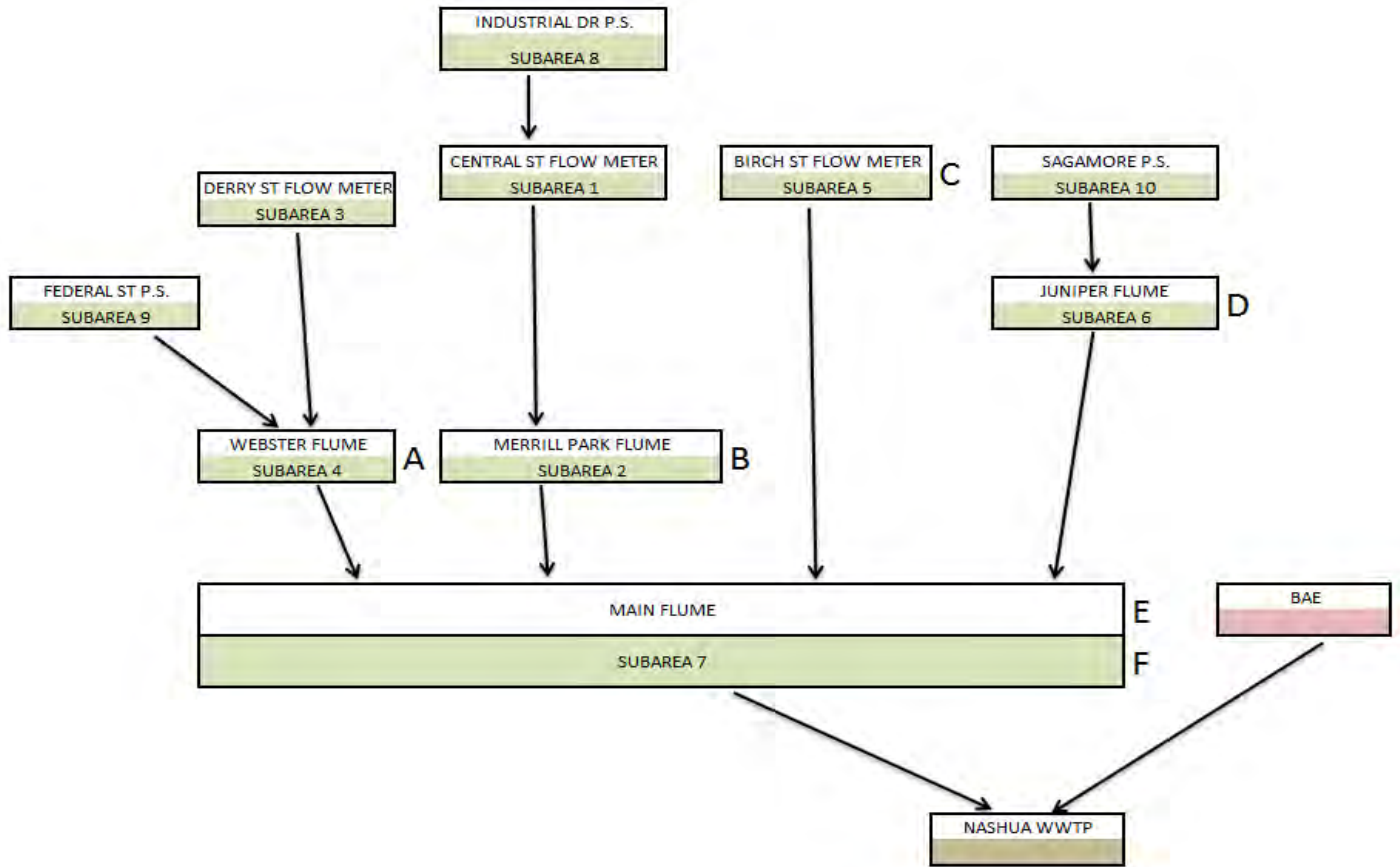 INDUSTRIAL DR P.S.
SUBAREA 8
CENTRAL ST FLOW METER
SUBAREA 1
BIRCH ST FLOW METER
SUBAREA 5
C
SAGAMORE P.S.
SUBAREA 10
DERRY ST FLOW METER
SUBAREA 3
FEDERAL ST P.S.
SUBAREA 9
JUNIPER FLUME
SUBAREA 6
D
WEBSTER FLUME
SUBAREA 4
A
MERRILL PARK FLUME
SUBAREA 2
B
MAIN FLUME
E
SUBAREA 7
F
BAE
NASHUA WWTP